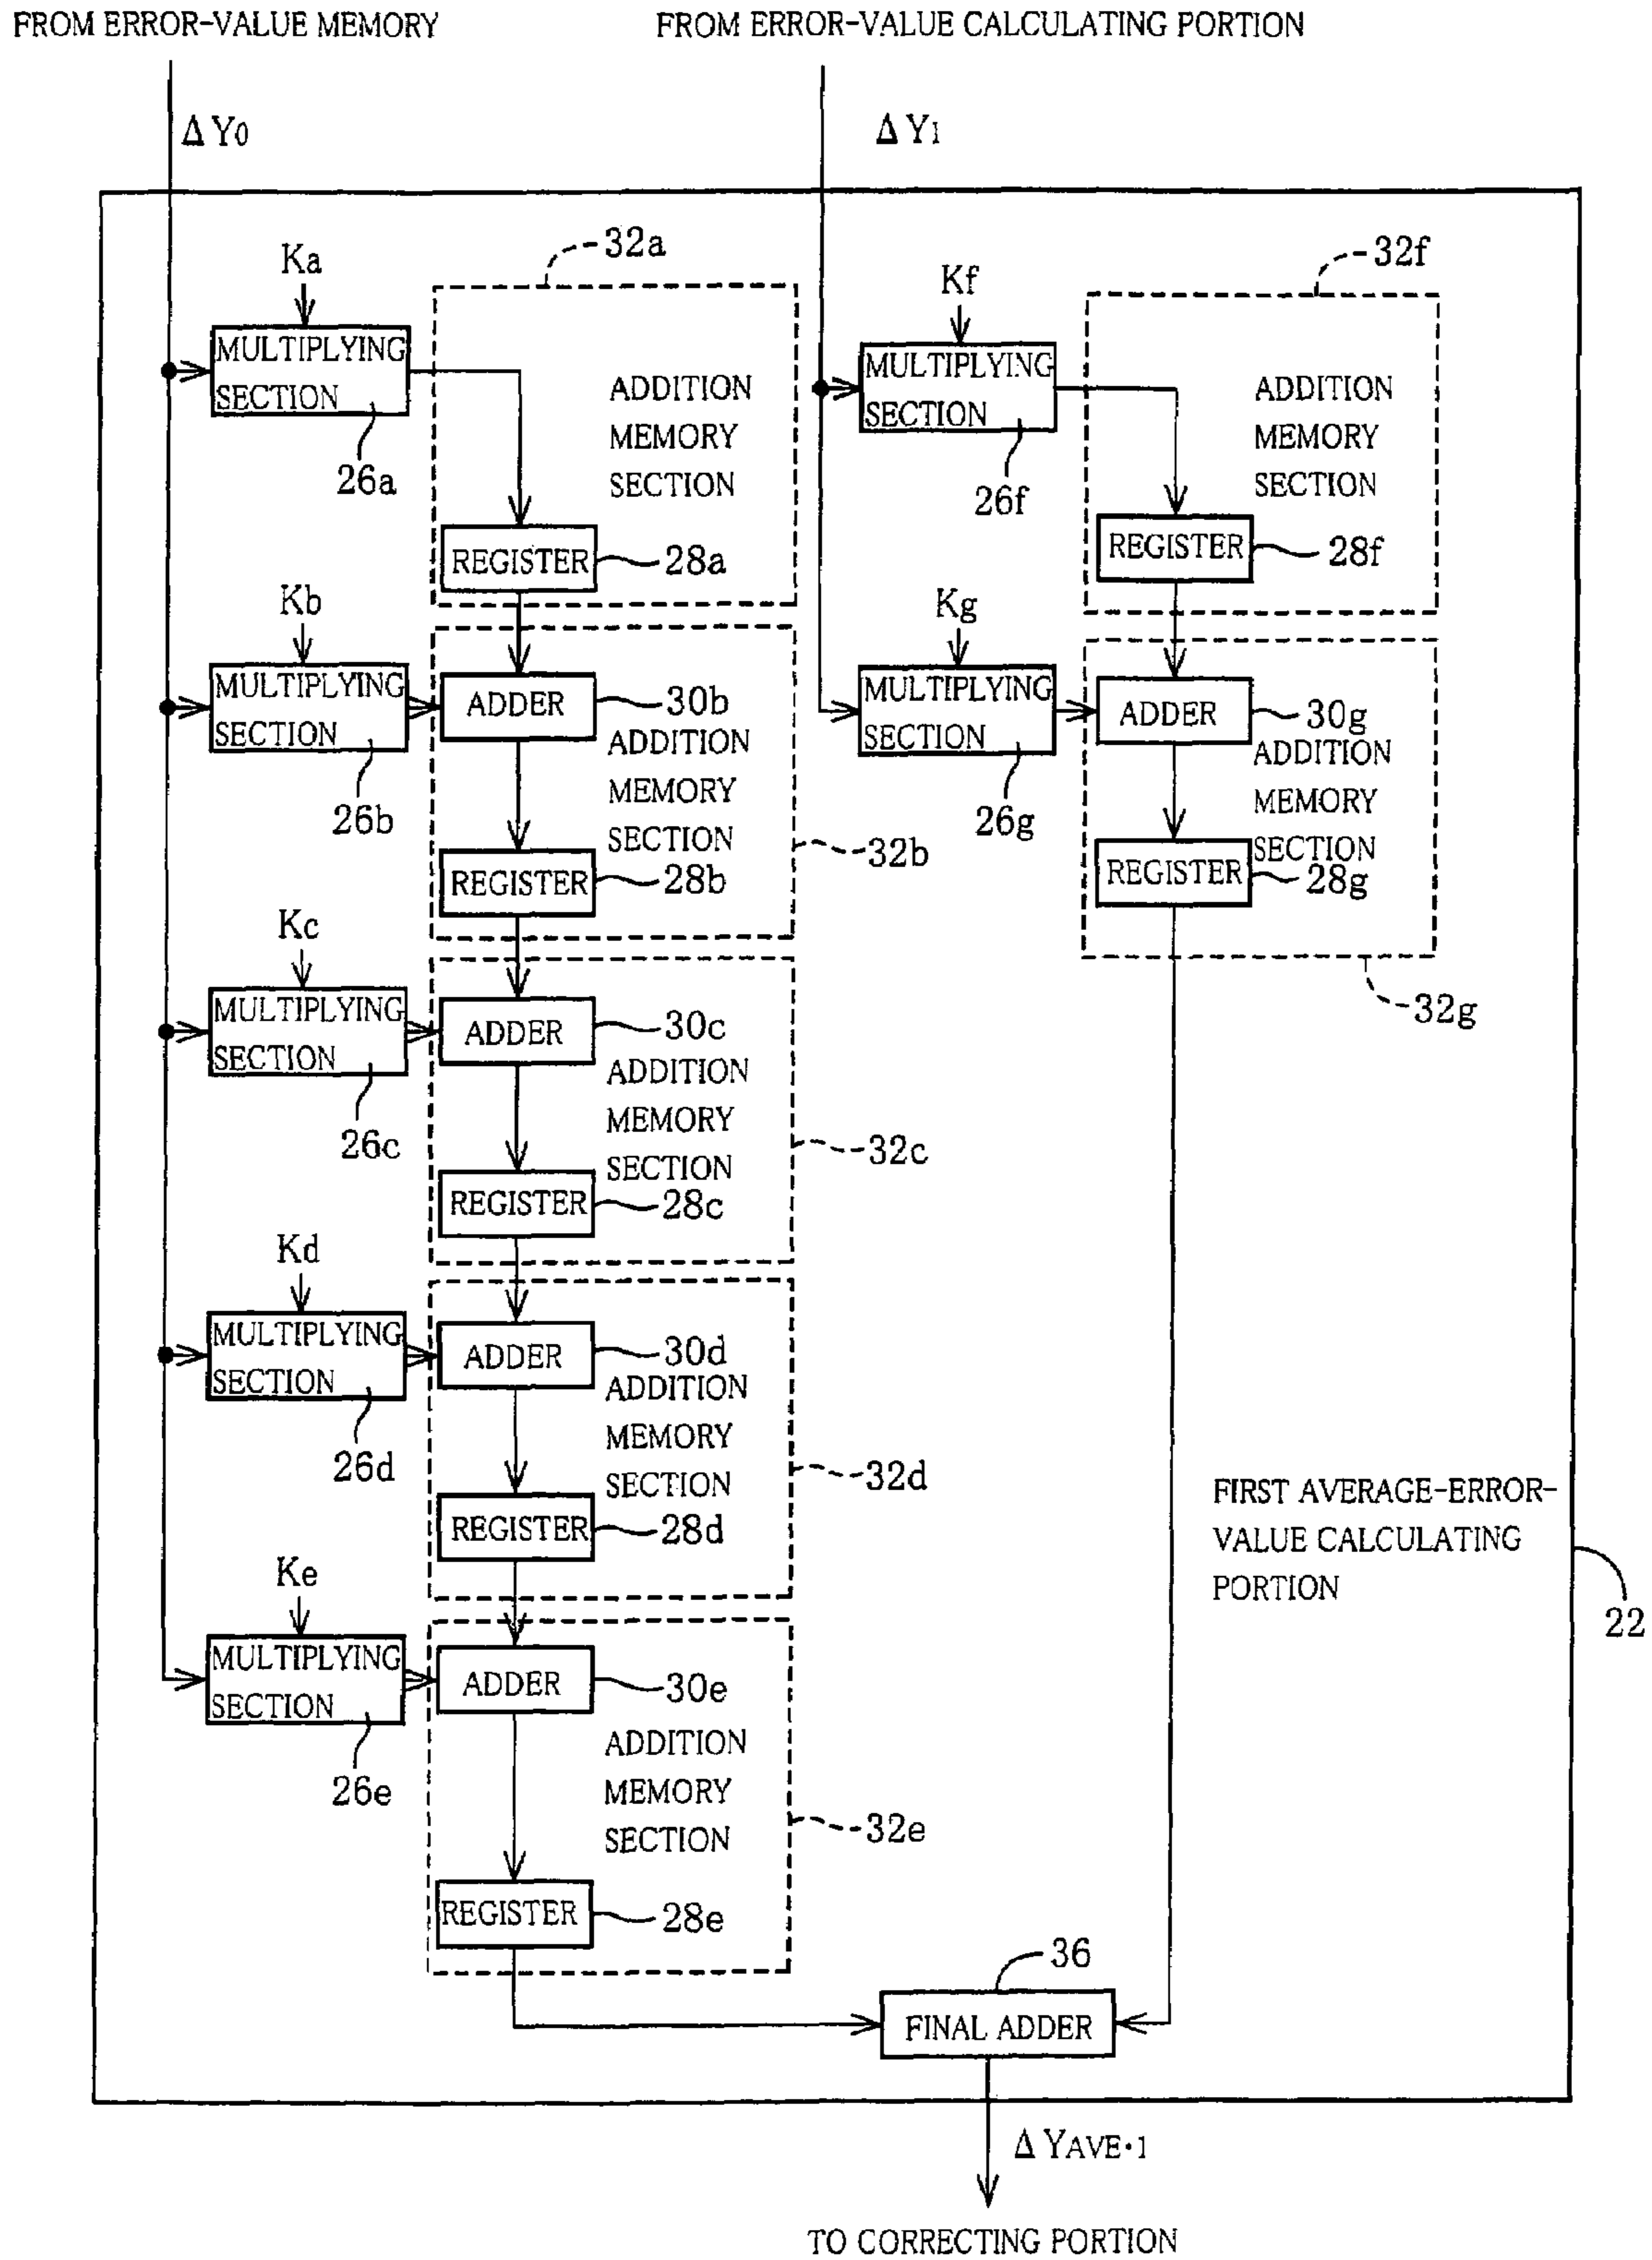 FROM ERROR-VALUE MEMORY
FROM ERROR-VALUE CALCULATING PORTION
Δ Y0
Δ Y1
32a
32f
Ka
Kf
MULTIPLYING
SECTION
26a
ADDITION
MEMORY
SECTION
REGISTER
28a
MULTIPLYING
SECTION
26f
ADDITION
MEMORY
SECTION
REGISTER
28f
Kb
MULTIPLYING
SECTION
26b
ADDER
30b
ADDITION
MEMORY
SECTION
32b
REGISTER
28b
Kg
MULTIPLYING
SECTION
26g
ADDER
30g
ADDITION
MEMORY
SECTION
REGISTER
28g
32g
Kc
MULTIPLYING
SECTION
26c
ADDER
30c
ADDITION
MEMORY
SECTION
32c
REGISTER
28c
Kd
MULTIPLYING
SECTION
26d
ADDER
30d
ADDITION
MEMORY
SECTION
32d
REGISTER
28d
FIRST AVERAGE-ERROR-
VALUE CALCULATING
PORTION
22
Ke
MULTIPLYING
SECTION
26e
ADDER
30e
ADDITION
MEMORY
SECTION
32e
REGISTER
28e
36
FINAL ADDER
Δ YAVE·1
TO CORRECTING PORTION